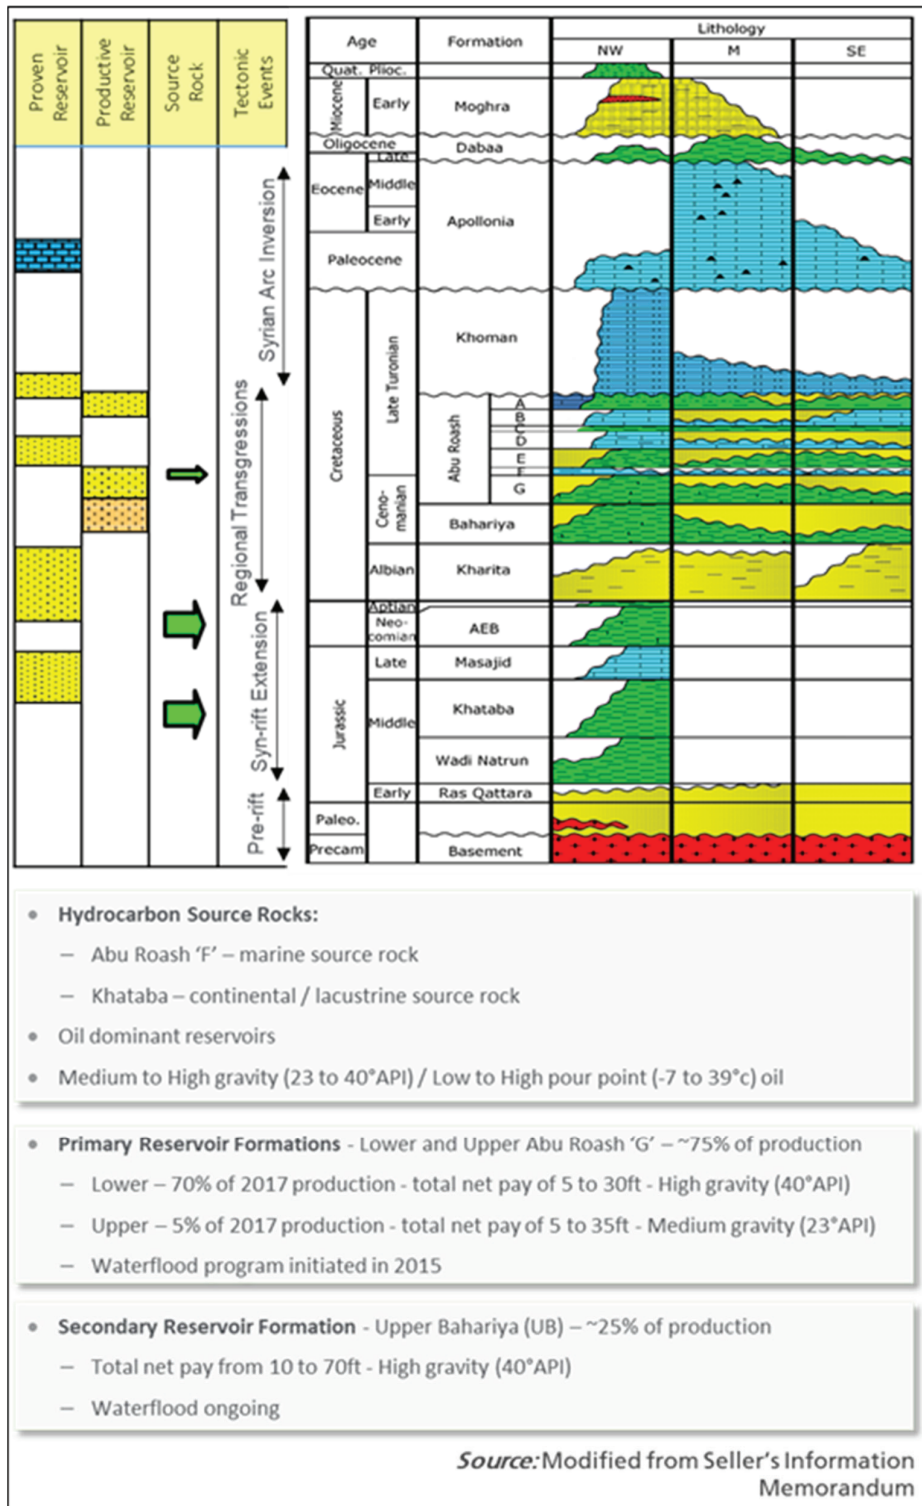 Proven
Reservoir
Productive
Reservoir
Source
Rock
Tectonic
Events
Syrian Arc Inversion
Regional Transgressions
Syn-rift Extension
Pre-rift
Age
Formation
Lithology
NW
M
SE
Quat. Plioc.
Miocene
Early
Moghra
Oligocene
Dabaa
Late
Eocene
Middle
Early
Apollonia
Paleocene
Cretaceous
Late Turonian
Khoman
Abu Roash
A
B
C
D
E
F
G
Ceno-
manian
Bahariya
Albian
Kharita
Aptian
Neo-
comian
AEB
Jurassic
Late
Masajid
Middle
Khataba
Wadi Natrun
Early
Ras Qattara
Paleo.
Precam
Basement
• Hydrocarbon Source Rocks:
– Abu Roash ‘F’ – marine source rock
– Khataba – continental / lacustrine source rock
• Oil dominant reservoirs
• Medium to High gravity (23 to 40°API) / Low to High pour point (-7 to 39°c) oil
• Primary Reservoir Formations - Lower and Upper Abu Roash ‘G’ – ~75% of production
– Lower – 70% of 2017 production - total net pay of 5 to 30ft - High gravity (40°API)
– Upper – 5% of 2017 production - total net pay of 5 to 35ft - Medium gravity (23°API)
– Waterflood program initiated in 2015
• Secondary Reservoir Formation - Upper Bahariya (UB) – ~25% of production
– Total net pay from 10 to 70ft - High gravity (40°API)
– Waterflood ongoing
Source: Modified from Seller's Information
Memorandum